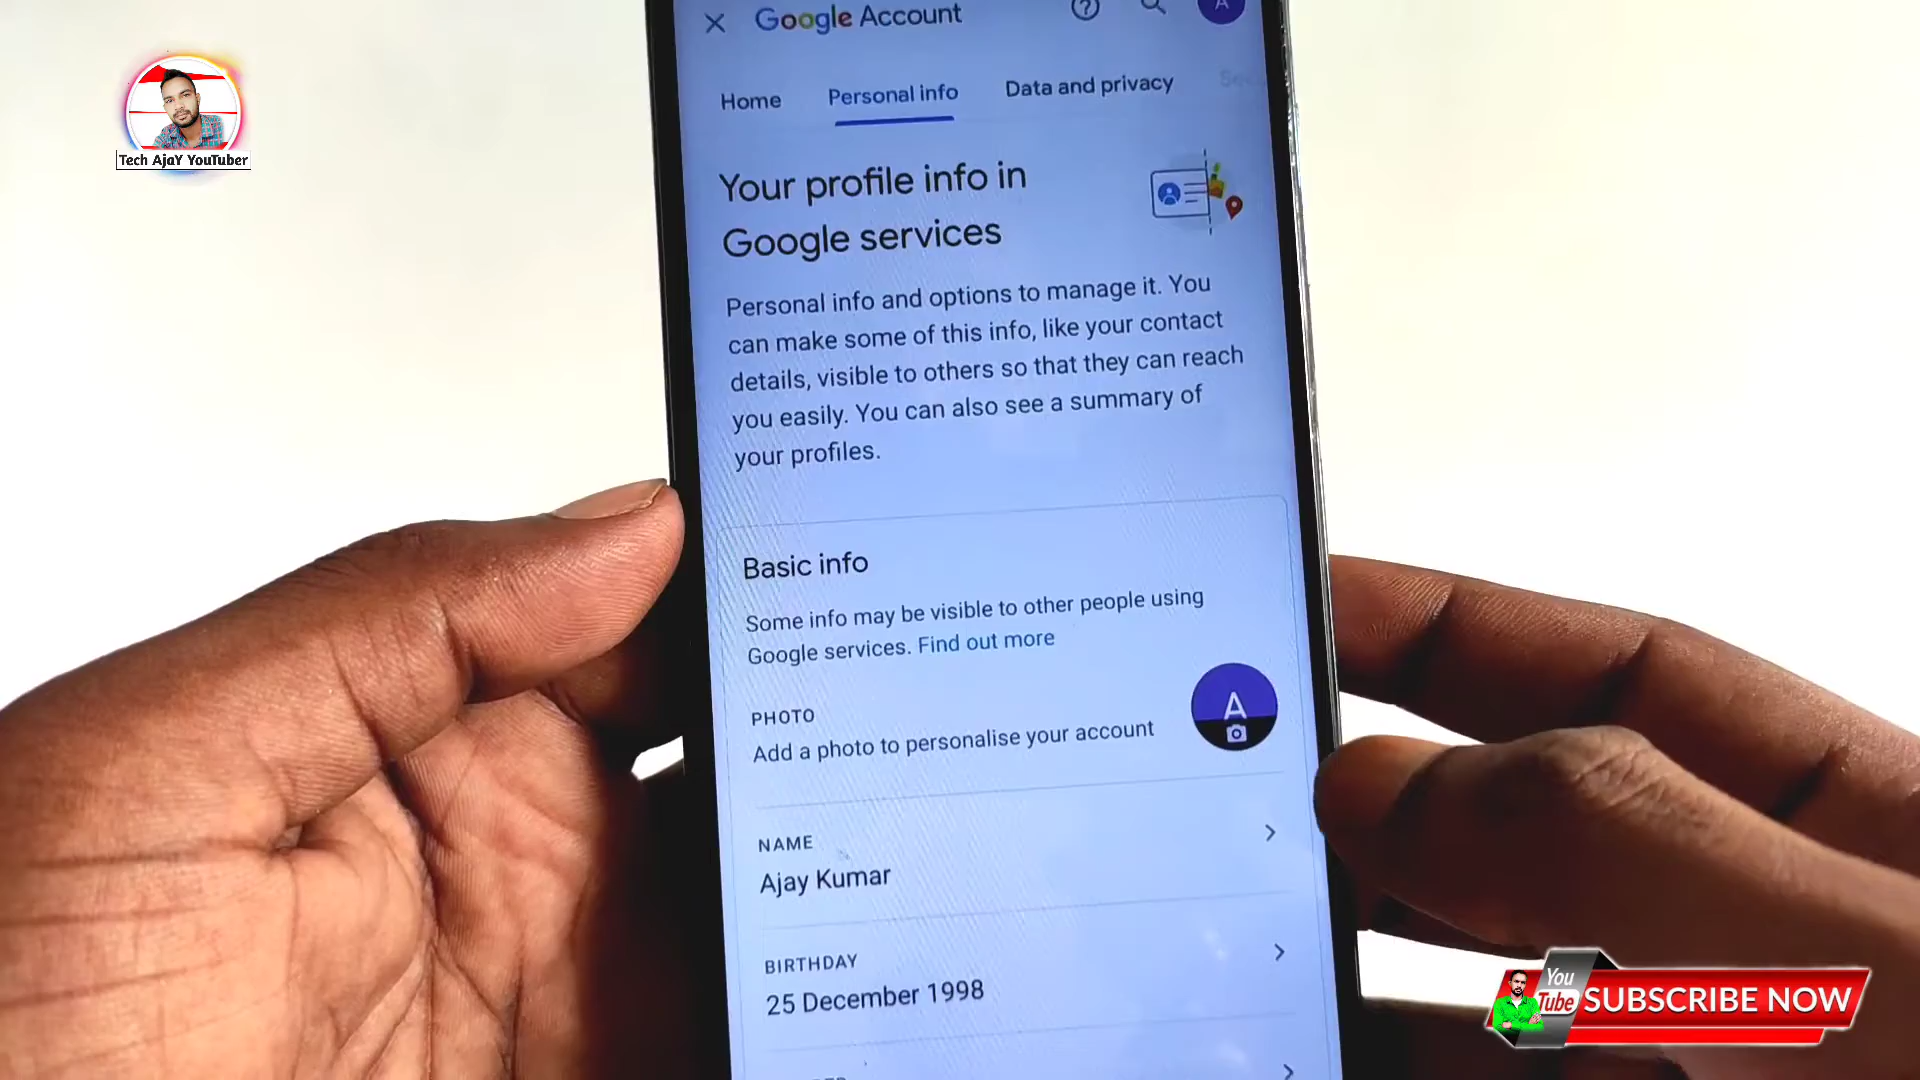 Google Account
A
Home Personal info Data and privacy
Your profile info in
Google services
Personal info and options to manage it. You
can make some of this info, like your contact
details, visible to others so that they can reach
you easily. You can also see a summary of
your profiles.
Basic info
Some info may be visible to other people using
Google services. Find out more
PHOTO
Add a photo to personalise your account
A
NAME
Ajay Kumar
BIRTHDAY
25 December 1998
Tech AjaY YouTuber
You
Tube
SUBSCRIBE NOW